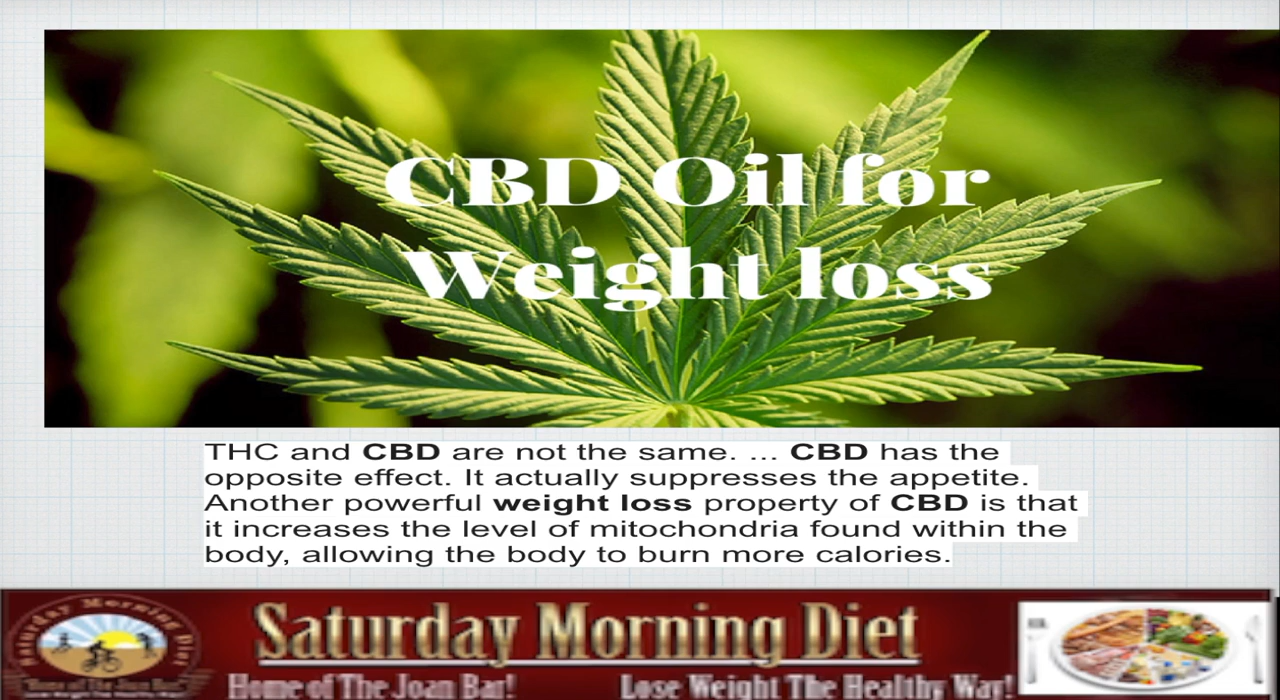 CBD Oil for
Weight loss
THC and CBD are not the same. ... CBD has the
opposite effect. It actually suppresses the appetite.
Another powerful weight loss property of CBD is that
it increases the level of mitochondria found within the
body, allowing the body to burn more calories.
Saturday Morning Diet
Saturday Morning Diet
Home of The Joan Bar!
Lose Weight The Healthy Way!